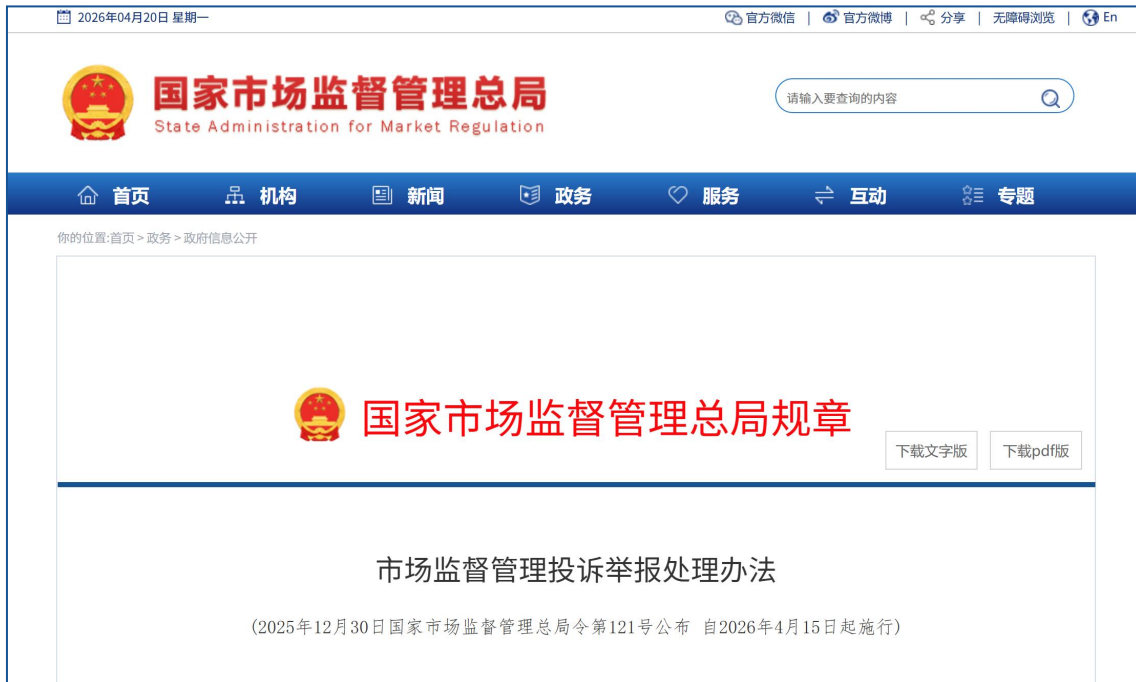 2026年04月20日 星期一
官方微信 | 官方微博 | 分享 | 无障碍浏览 | En
国家市场监督管理总局
State Administration for Market Regulation
请输入要查询的内容
首页 机构 新闻 政务 服务 互动 专题
你的位置:首页 > 政务 > 政府信息公开
国家市场监督管理总局规章
下载文字版 下载pdf版
市场监督管理投诉举报处理办法
(2025年12月30日国家市场监督管理总局令第121号公布 自2026年4月15日起施行)